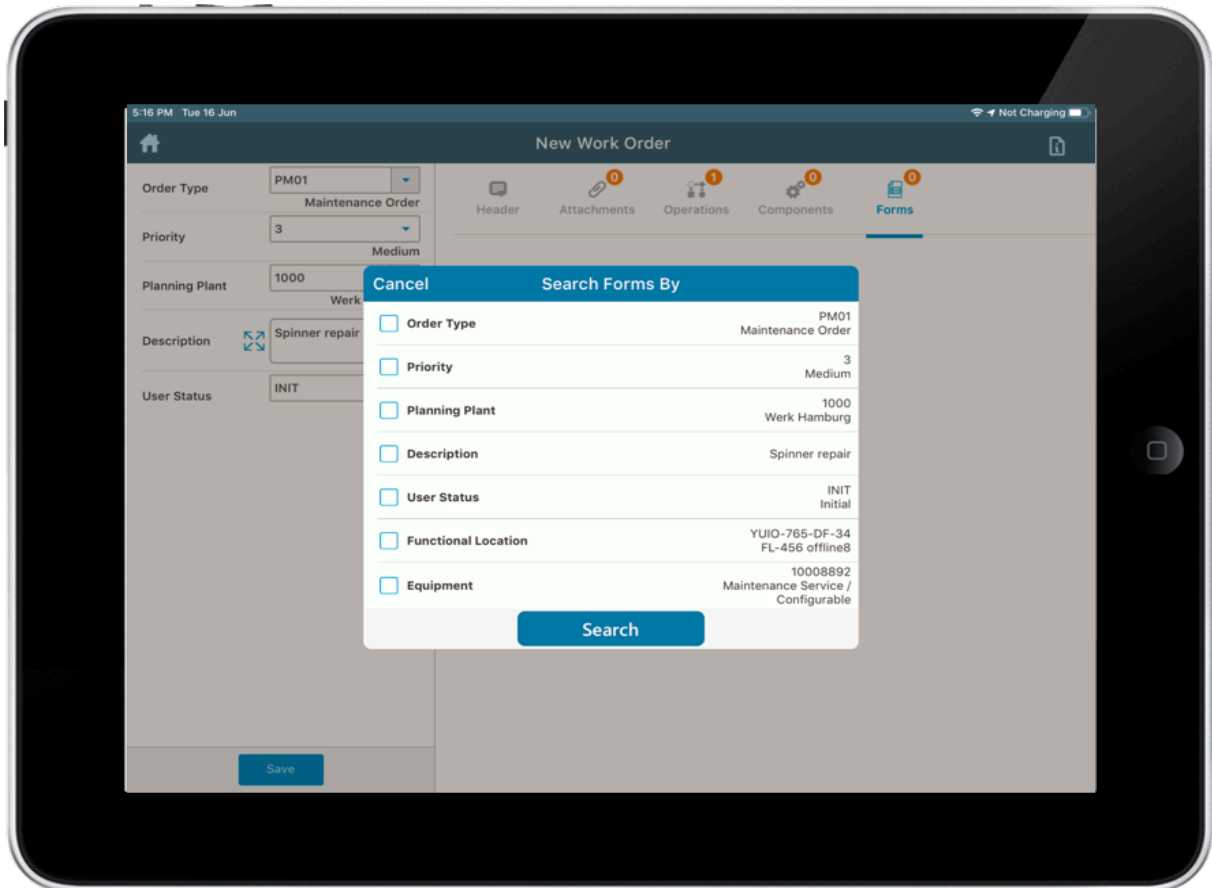 5:16 PM Tue 16 Jun
Not Charging
New Work Order
Order Type
PM01
Maintenance Order
Priority
3
Medium
Planning Plant
1000
Werk
Description
Spinner repair
User Status
INIT
Save
Header
0
Attachments
1
Operations
0
Components
0
Forms
Cancel
Search Forms By
Order Type
PM01
Maintenance Order
Priority
3
Medium
Planning Plant
1000
Werk Hamburg
Description
Spinner repair
User Status
INIT
Initial
Functional Location
YUIO-765-DF-34
FL-456 offline8
Equipment
10008892
Maintenance Service /
Configurable
Search